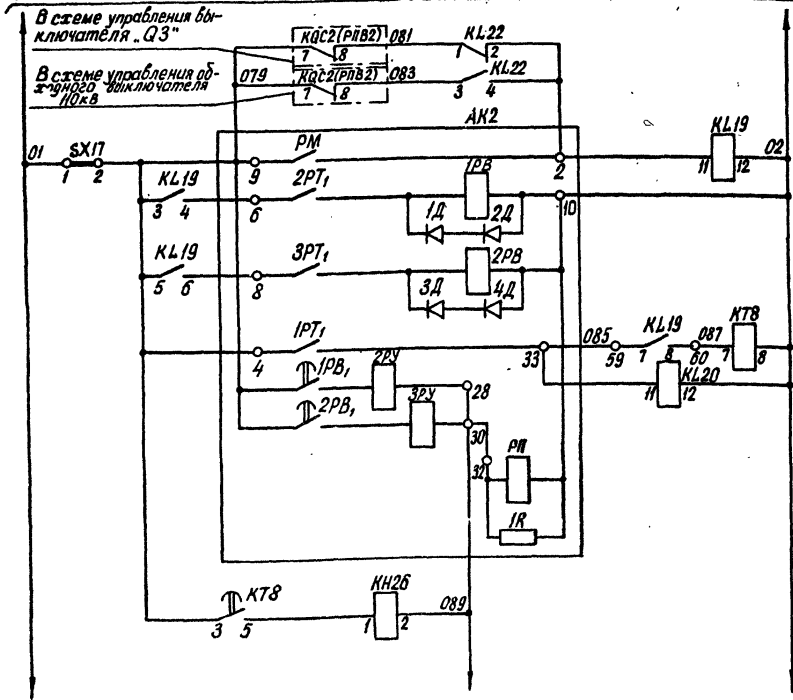 В схеме управления вы-
ключателя „Q3"
KQC2(РПВ2) 081 KL22
7 8 1 2
В схеме управления об-
ходного выключателя
110кВ
079 KQC2(РПВ2) 083 KL22
7 8 3 4
АК2
01 SX17 РМ KL19 02
1 2 9 2 11 12
KL19 2РТ1 1РВ
3 4 6 10
1Д 2Д
KL19 3РТ1 2РВ
5 6 8
3Д 4Д
1РТ1 085 KL19 087 КТ8
4 33 59 7 8 60 7 8
1РВ1 2РУ 28 KL20
11 12
2РВ1 3РУ 30
32 РП
1R
КТ8 КН26 089
3 5 1 2